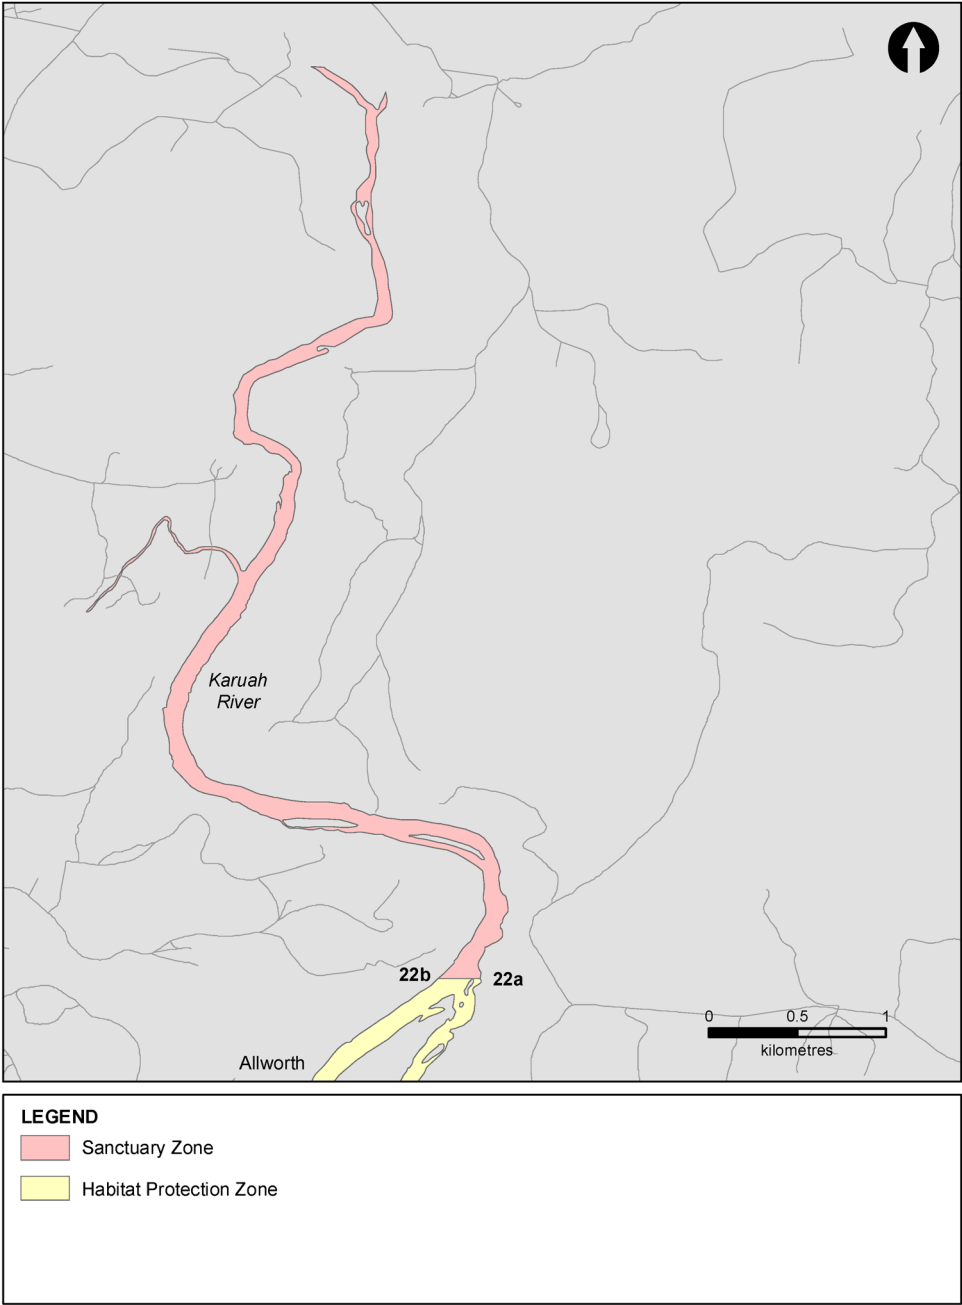 Karuah
River
22b
22a
0 0.5 1
kilometres
Allworth
LEGEND
Sanctuary Zone
Habitat Protection Zone